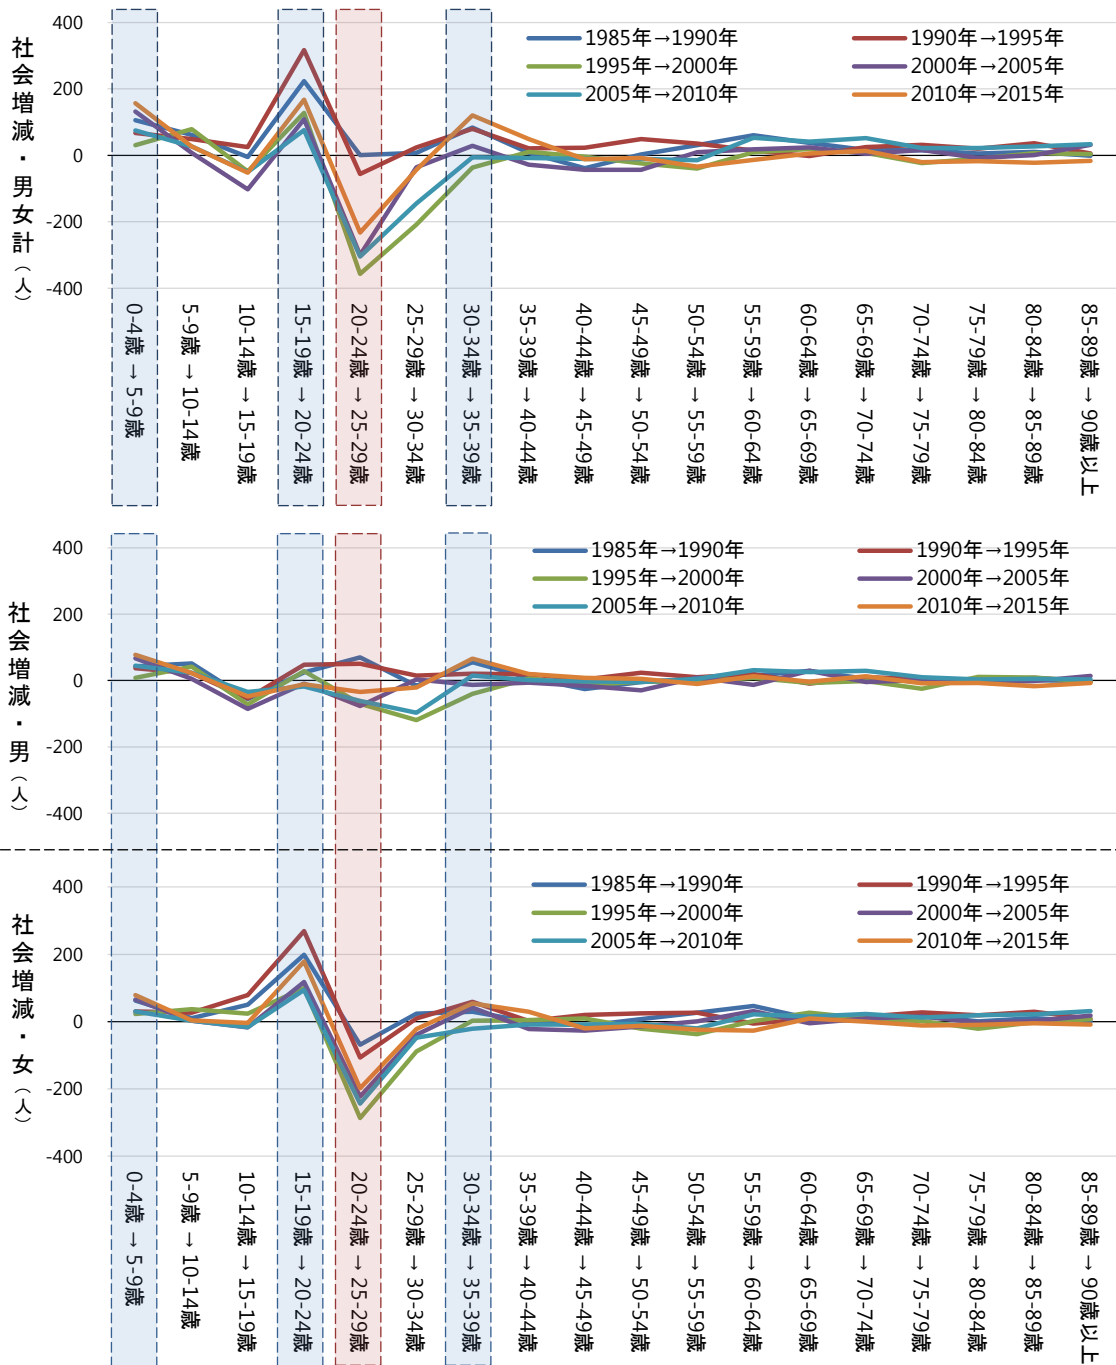 社会増減・男女計（人）
400
200
0
-200
-400
1985年→1990年
1990年→1995年
1995年→2000年
2000年→2005年
2005年→2010年
2010年→2015年
0-4歳 → 5-9歳
5-9歳 → 10-14歳
10-14歳 → 15-19歳
15-19歳 → 20-24歳
20-24歳 → 25-29歳
25-29歳 → 30-34歳
30-34歳 → 35-39歳
35-39歳 → 40-44歳
40-44歳 → 45-49歳
45-49歳 → 50-54歳
50-54歳 → 55-59歳
55-59歳 → 60-64歳
60-64歳 → 65-69歳
65-69歳 → 70-74歳
70-74歳 → 75-79歳
75-79歳 → 80-84歳
80-84歳 → 85-89歳
85-89歳 → 90歳以上
社会増減・男（人）
400
200
0
-200
-400
1985年→1990年
1990年→1995年
1995年→2000年
2000年→2005年
2005年→2010年
2010年→2015年
社会増減・女（人）
400
200
0
-200
-400
1985年→1990年
1990年→1995年
1995年→2000年
2000年→2005年
2005年→2010年
2010年→2015年
0-4歳 → 5-9歳
5-9歳 → 10-14歳
10-14歳 → 15-19歳
15-19歳 → 20-24歳
20-24歳 → 25-29歳
25-29歳 → 30-34歳
30-34歳 → 35-39歳
35-39歳 → 40-44歳
40-44歳 → 45-49歳
45-49歳 → 50-54歳
50-54歳 → 55-59歳
55-59歳 → 60-64歳
60-64歳 → 65-69歳
65-69歳 → 70-74歳
70-74歳 → 75-79歳
75-79歳 → 80-84歳
80-84歳 → 85-89歳
85-89歳 → 90歳以上